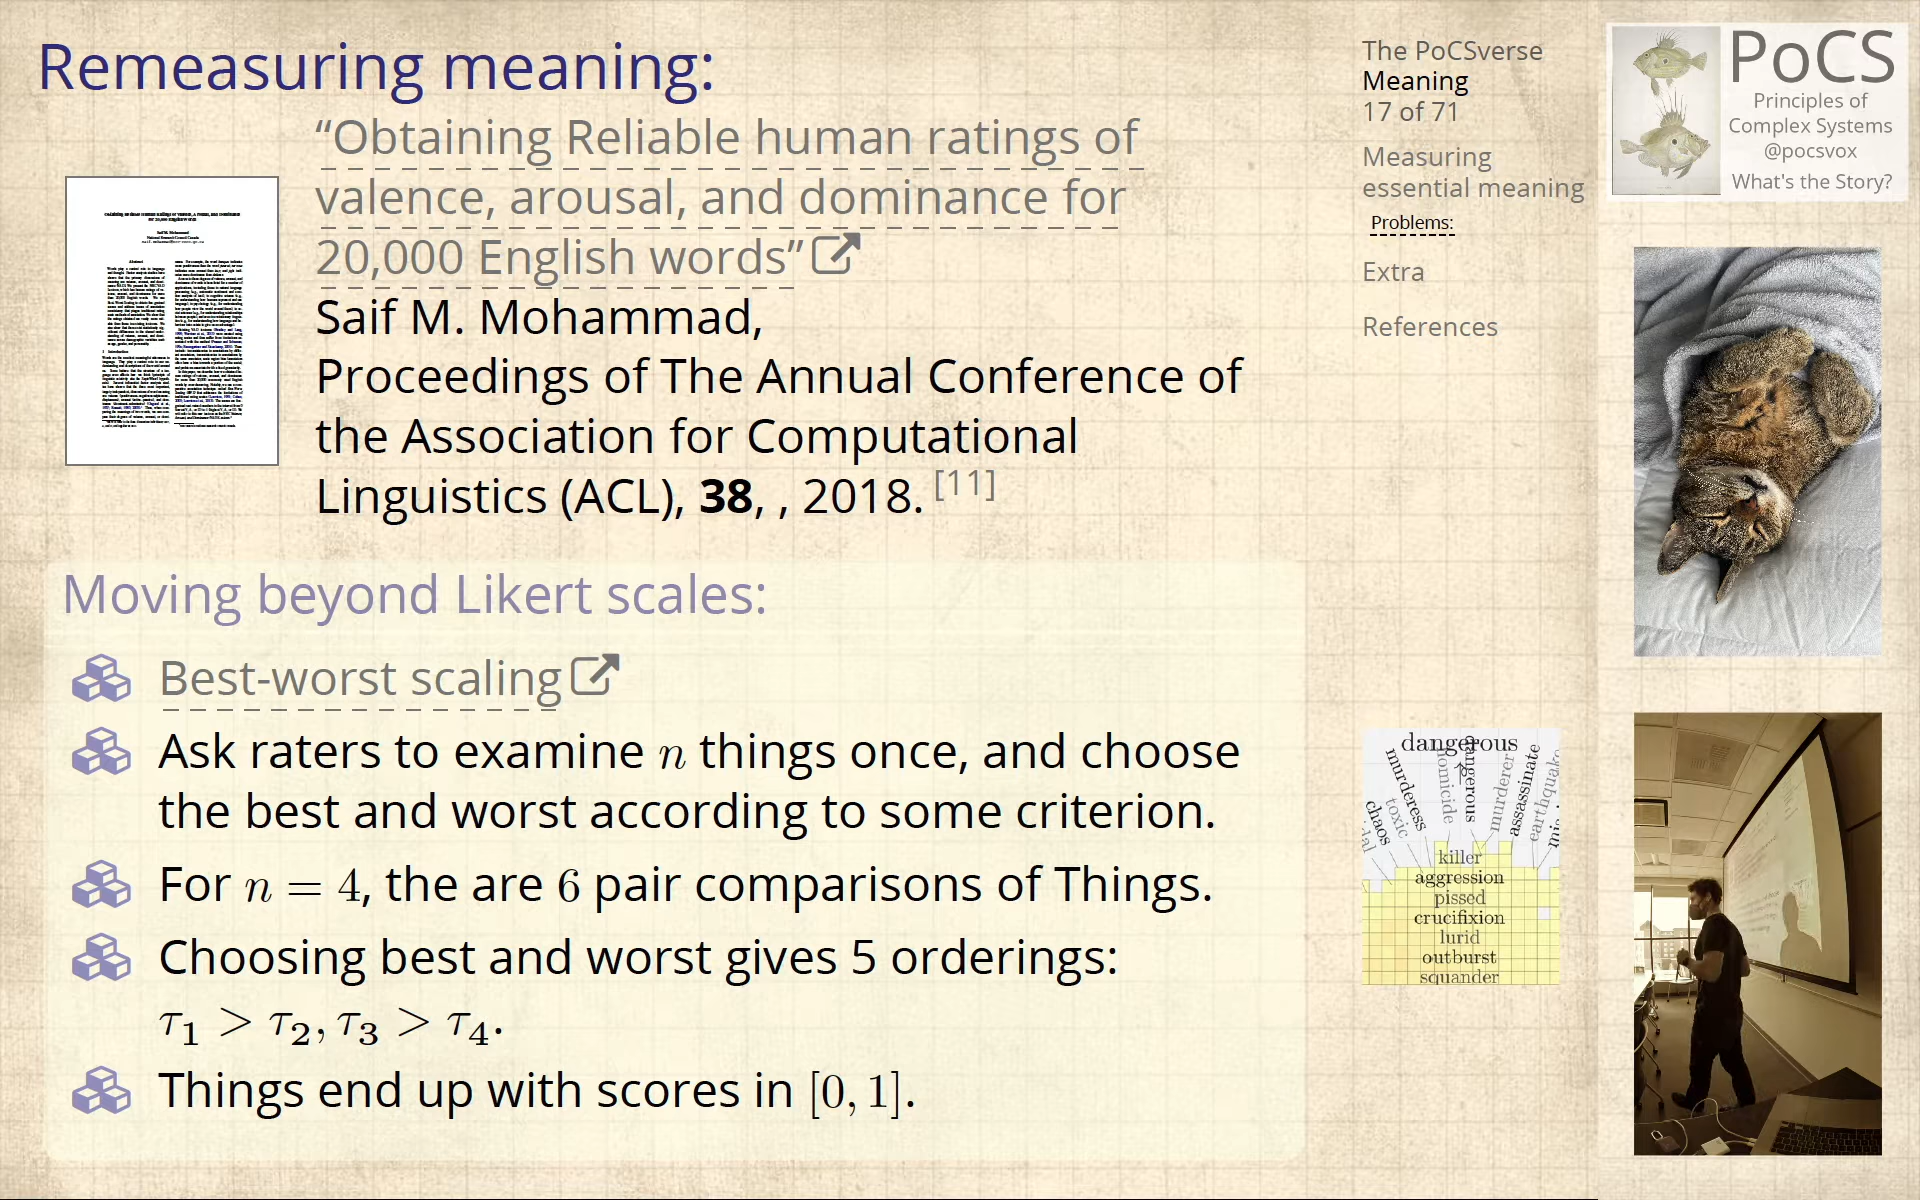 Remeasuring meaning:
“Obtaining Reliable human ratings of
valence, arousal, and dominance for
20,000 English words”
Saif M. Mohammad,
Proceedings of The Annual Conference of
the Association for Computational
Linguistics (ACL), 38, , 2018. [11]
Moving beyond Likert scales:
Best-worst scaling
Ask raters to examine n things once, and choose
the best and worst according to some criterion.
For n = 4, the are 6 pair comparisons of Things.
Choosing best and worst gives 5 orderings:
τ₁ > τ₂, τ₃ > τ₄.
Things end up with scores in [0, 1].
The PoCSverse
Meaning
17 of 71
Measuring
essential meaning
Problems:
Extra
References
dangerous
murderess
homicide
dangerous
murderer
assassinate
earthquake
chaos
toxic
killer
aggression
pissed
crucifixion
lurid
outburst
squander
PoCS
Principles of
Complex Systems
@pocsvox
What's the Story?